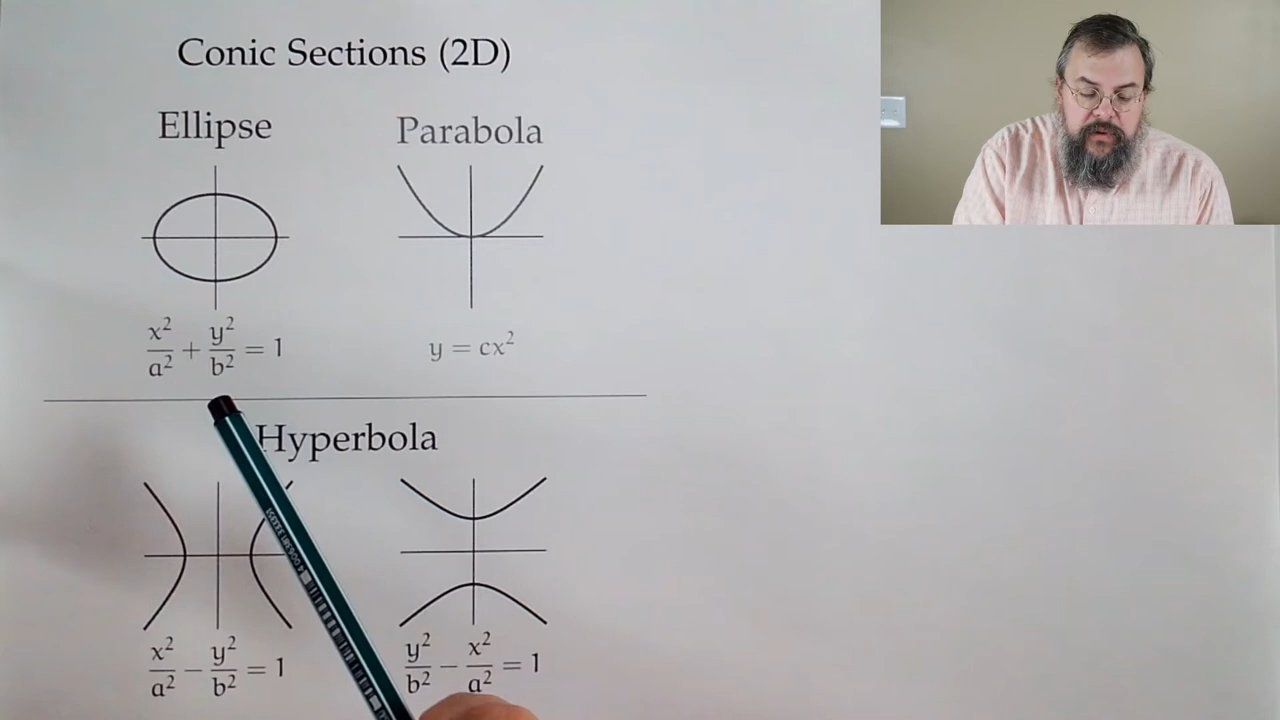 Conic Sections (2D)
Ellipse
Parabola
x²/a² + y²/b² = 1
y = cx²
Hyperbola
x²/a² − y²/b² = 1
y²/b² − x²/a² = 1